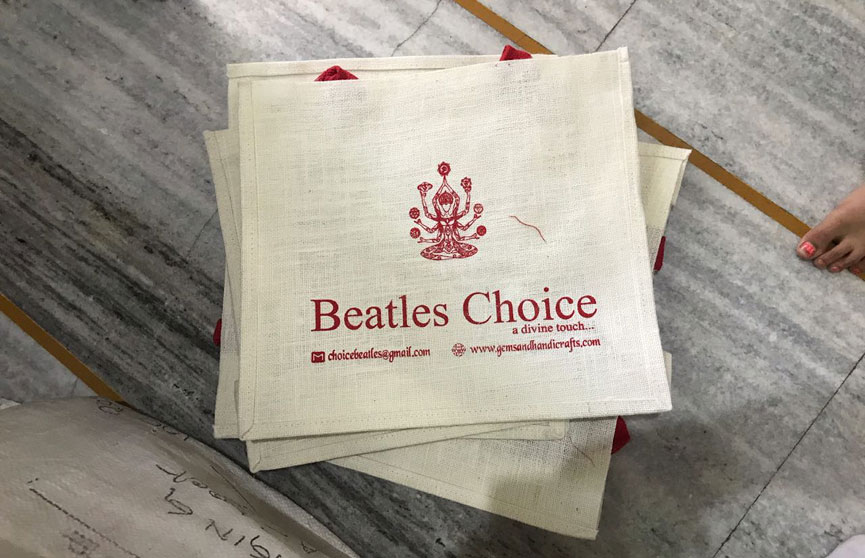 Beatles Choice
a divine touch...
choicebeatles@gmail.com www.gemsandhandicrafts.com